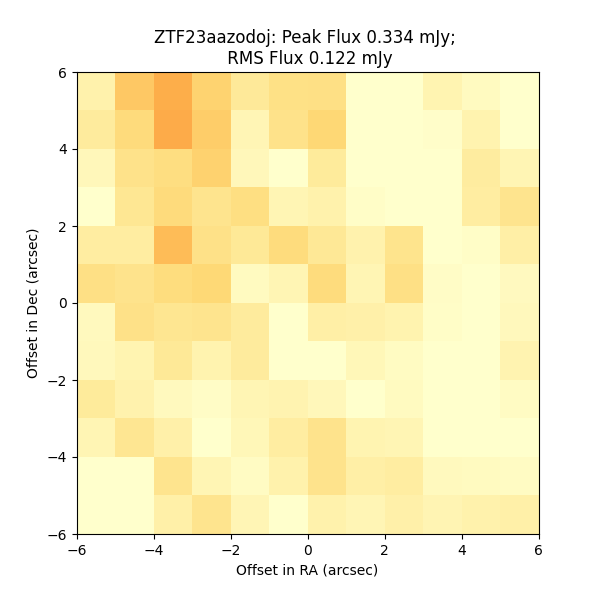 ZTF23aazodoj: Peak Flux 0.334 mJy;
RMS Flux 0.122 mJy
6
4
2
0
−2
−4
−6
Offset in Dec (arcsec)
−6 −4 −2 0 2 4 6
Offset in RA (arcsec)